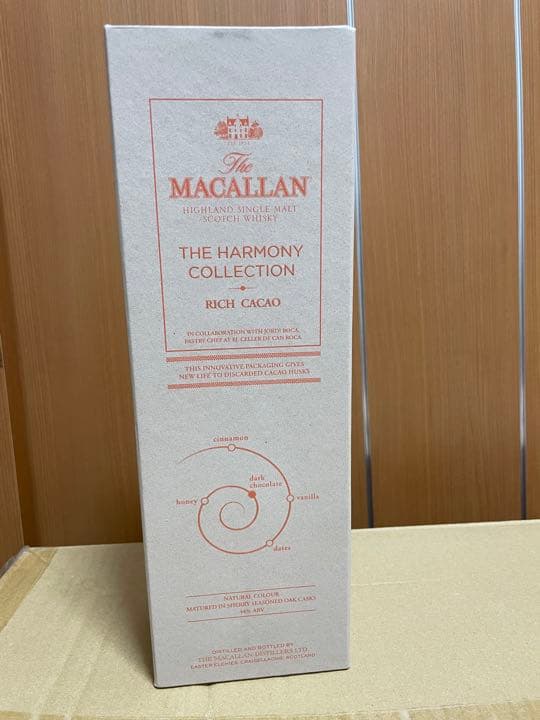 EST. 1824
The
MACALLAN
HIGHLAND SINGLE MALT
SCOTCH WHISKY
THE HARMONY
COLLECTION
RICH CACAO
IN COLLABORATION WITH JORDI ROCA,
PASTRY CHEF AT EL CELLER DE CAN ROCA
THIS INNOVATIVE PACKAGING GIVES
NEW LIFE TO DISCARDED CACAO HUSKS
cinnamon
dark
chocolate
honey
vanilla
dates
NATURAL COLOUR
MATURED IN SHERRY SEASONED OAK CASKS
44% ABV
DISTILLED AND BOTTLED BY
THE MACALLAN DISTILLERS LTD
EASTER ELCHIES, CRAIGELLACHIE, SCOTLAND